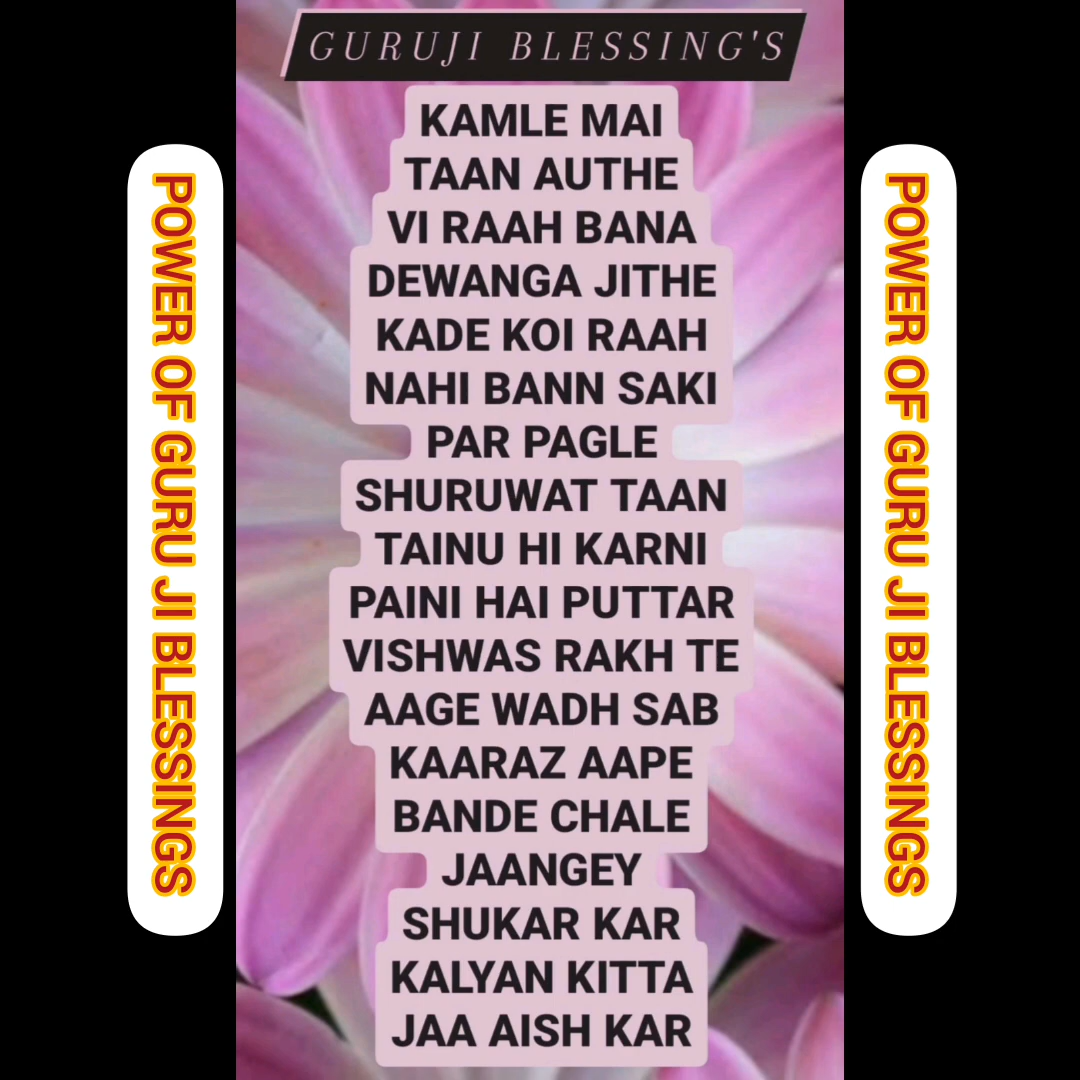 GURUJI BLESSING'S
KAMLE MAI
TAAN AUTHE
VI RAAH BANA
DEWANGA JITHE
KADE KOI RAAH
NAHI BANN SAKI
PAR PAGLE
SHURUWAT TAAN
TAINU HI KARNI
PAINI HAI PUTTAR
VISHWAS RAKH TE
AAGE WADH SAB
KAARAZ AAPE
BANDE CHALE
JAANGEY
SHUKAR KAR
KALYAN KITTA
JAA AISH KAR
POWER OF GURU JI BLESSINGS
POWER OF GURU JI BLESSINGS